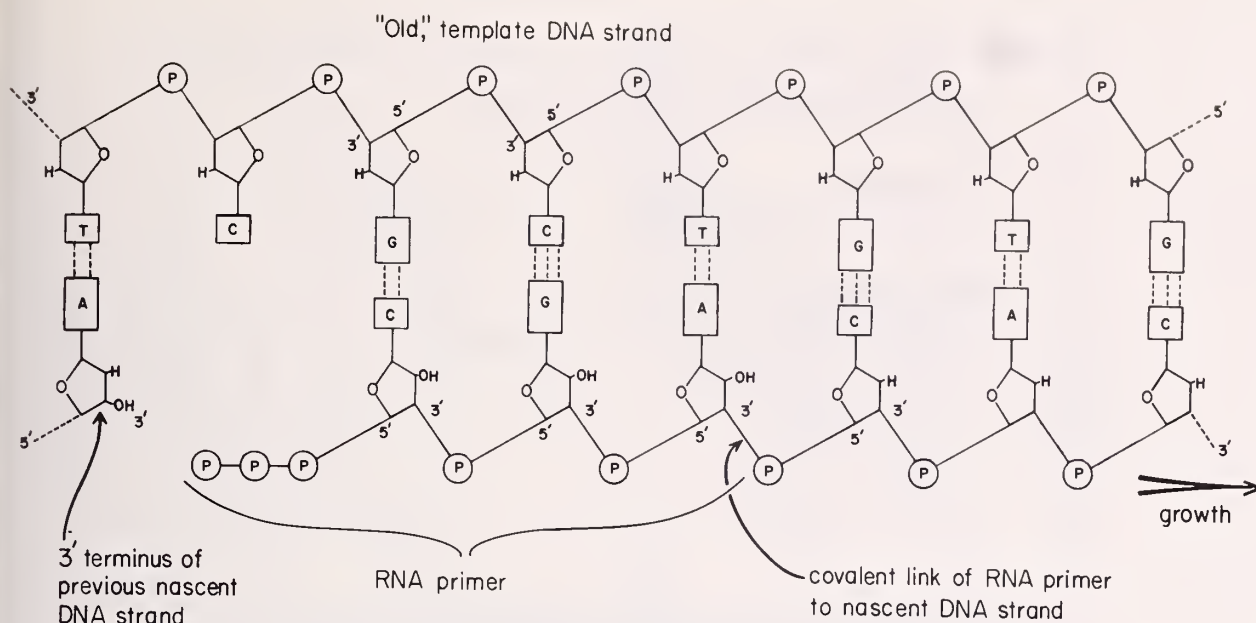 "Old," template DNA strand
P P P P P P P
3' 5' 5' 5'
3' 3'
O O O O O O O O
H H H H H H H H
T C G C T G T G
A C G A C A C
H OH OH OH H H H
O O O O O O O
OH 3' 3' 3' 3' 3'
5' 5' 5' 5' 5' 3'
P P P P P P P P
growth
3' terminus of
previous nascent
DNA strand
RNA primer
covalent link of RNA primer
to nascent DNA strand